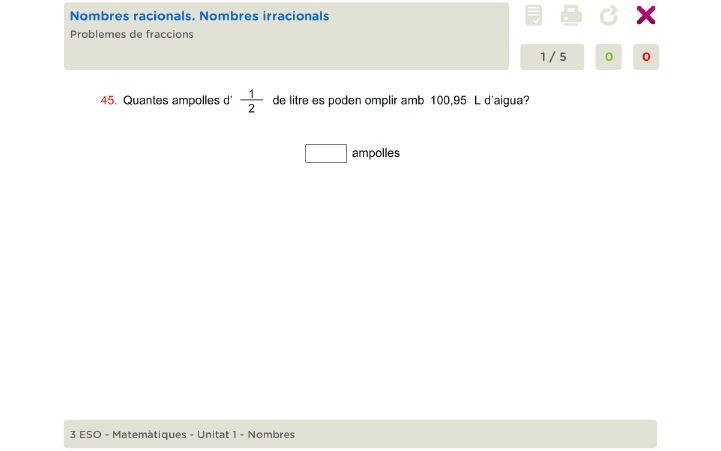 Nombres racionals. Nombres irracionals
Problemes de fraccions
1 / 5
0
0
45. Quantes ampolles d' 1/2 de litre es poden omplir amb 100,95 L d'aigua?
ampolles
3 ESO - Matemàtiques - Unitat 1 - Nombres